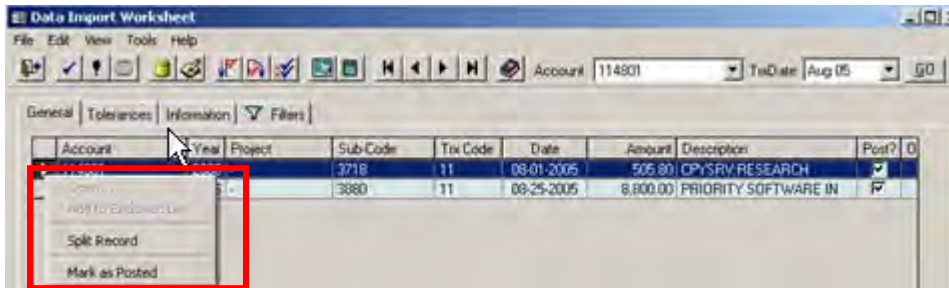 Data Import Worksheet
File Edit View Tools Help
Account 114801 TrxDate Aug 05 GO
General Tolerances Information Filters
Account Year Project Sub Code Trx Code Date Amount Description Post?
3718 11 08-01-2005 505.80 CPYSRV:RESEARCH
- 3880 11 08-25-2005 8,800.00 PRIORITY SOFTWARE IN
Split Record
Mark as Posted